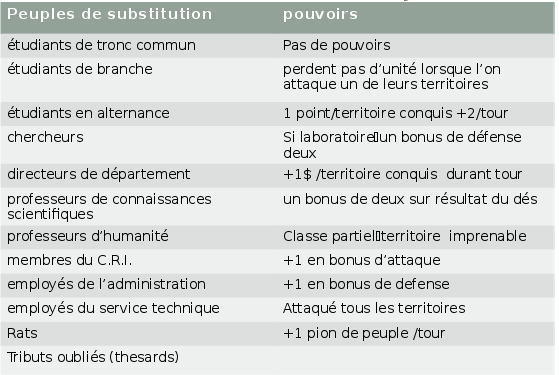 Peuples de substitution pouvoirs
étudiants de tronc commun Pas de pouvoirs
étudiants de branche perdent pas d’unité lorsque l’on
attaque un de leurs territoires
étudiants en alternance 1 point/territoire conquis +2/tour
chercheurs Si laboratoire▯un bonus de défense
deux
directeurs de département +1$ /territoire conquis durant tour
professeurs de connaissances un bonus de deux sur résultat du dés
scientifiques
professeurs d’humanité Classe partiel▯territoire imprenable
membres du C.R.I. +1 en bonus d’attaque
employés de l’administration +1 en bonus de defense
employés du service technique Attaqué tous les territoires
Rats +1 pion de peuple /tour
Tributs oubliés (thesards)